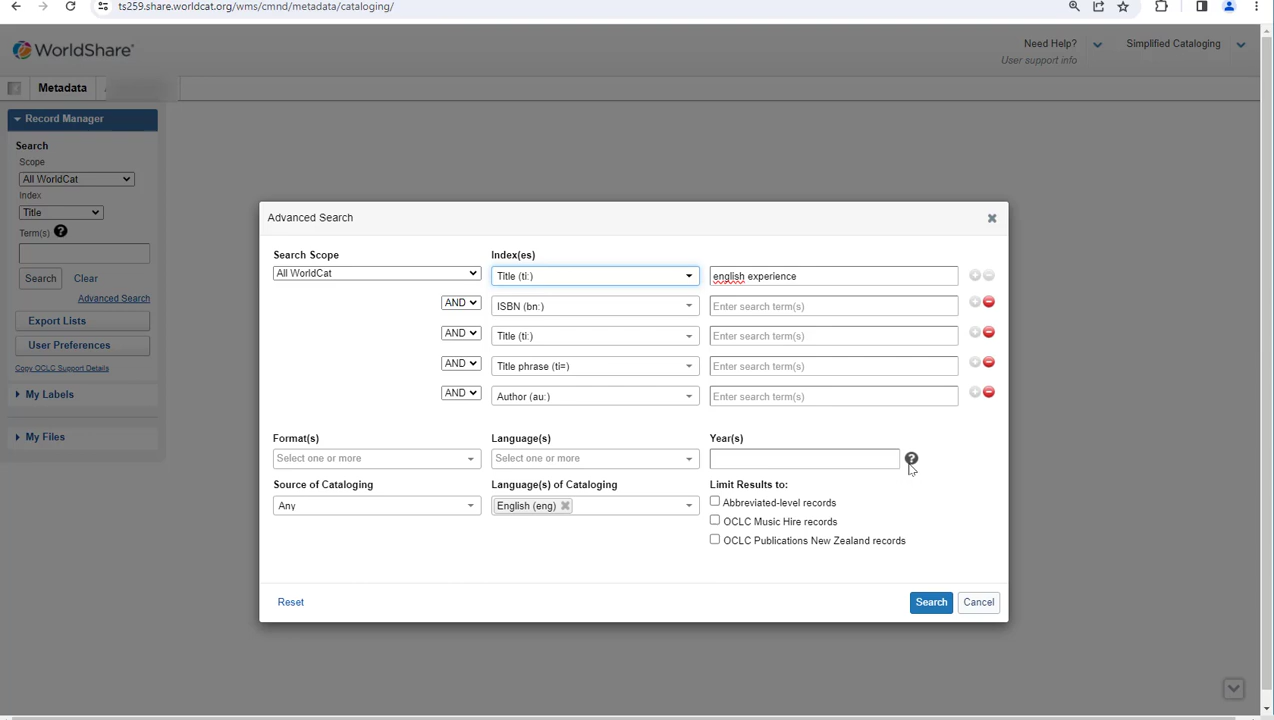 ts259.share.worldcat.org/wms/cmnd/metadata/cataloging/
WorldShare®
Need Help?
User support info
Simplified Cataloging
Metadata
Record Manager
Search
Scope
All WorldCat
Index
Title
Term(s) ?
Search Clear
Advanced Search
Export Lists
User Preferences
Copy OCLC Support Details
My Labels
My Files
Advanced Search
Search Scope Index(es)
All WorldCat Title (ti:) english experience
AND ISBN (bn:) Enter search term(s)
AND Title (ti:) Enter search term(s)
AND Title phrase (ti=) Enter search term(s)
AND Author (au:) Enter search term(s)
Format(s) Language(s) Year(s)
Select one or more Select one or more ?
Source of Cataloging Language(s) of Cataloging Limit Results to:
Any English (eng) Abbreviated-level records
OCLC Music Hire records
OCLC Publications New Zealand records
Reset Search Cancel